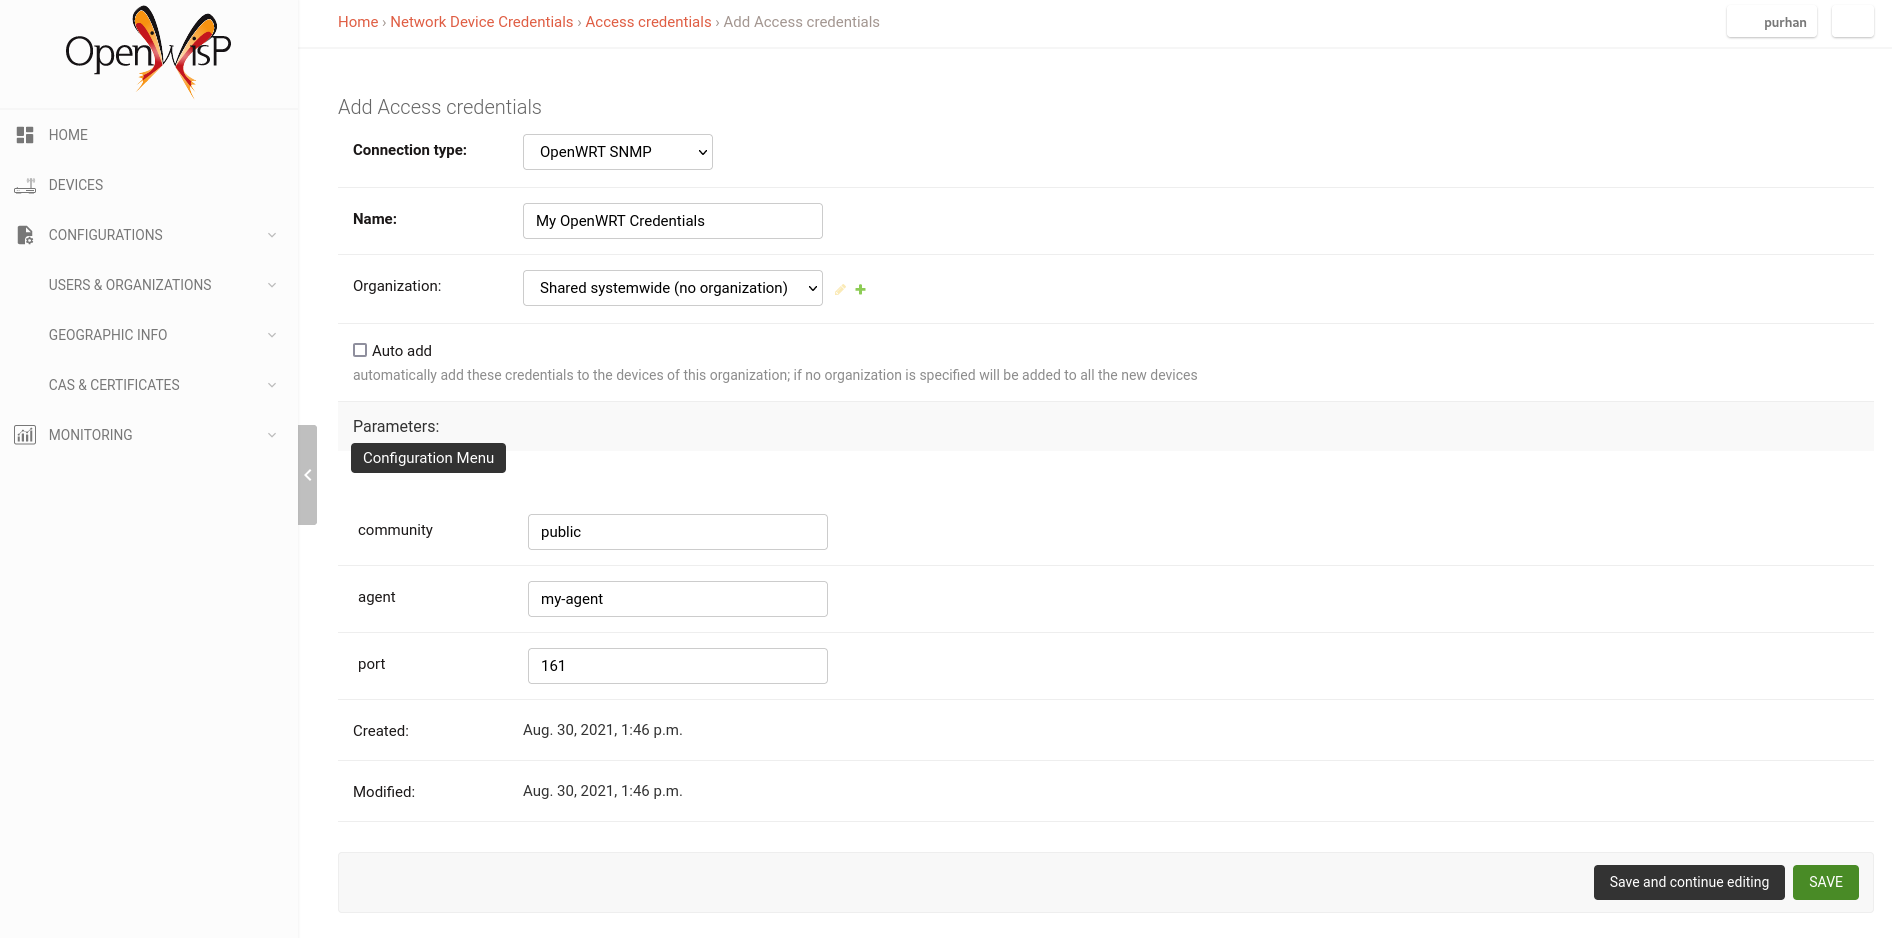 OpenWISP
Home › Network Device Credentials › Access credentials › Add Access credentials
purhan
HOME
DEVICES
CONFIGURATIONS
USERS & ORGANIZATIONS
GEOGRAPHIC INFO
CAS & CERTIFICATES
MONITORING
Add Access credentials
Connection type: OpenWRT SNMP
Name: My OpenWRT Credentials
Organization: Shared systemwide (no organization)
Auto add
automatically add these credentials to the devices of this organization; if no organization is specified will be added to all the new devices
Parameters:
Configuration Menu
community public
agent my-agent
port 161
Created: Aug. 30, 2021, 1:46 p.m.
Modified: Aug. 30, 2021, 1:46 p.m.
Save and continue editing SAVE